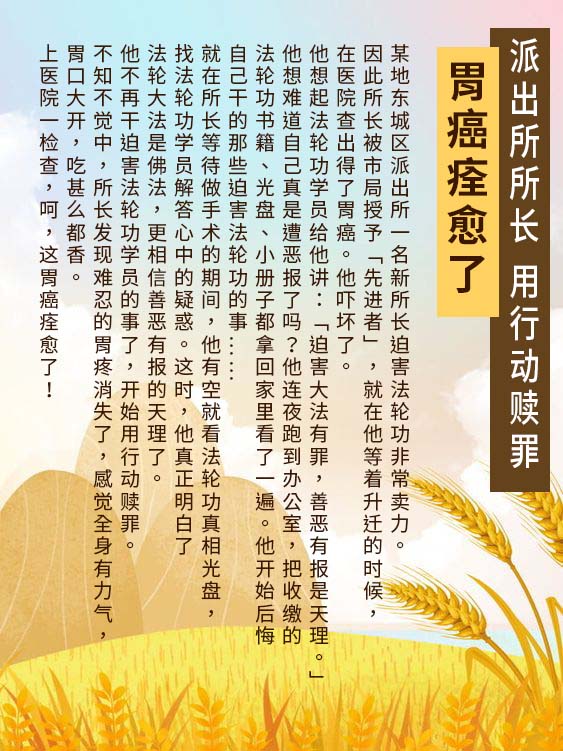 派出所所长 用行动赎罪
胃癌痊愈了
某地东城区派出所一名新所长迫害法轮功非常卖力。
因此所长被市局授予「先进者」，就在他等着升迁的时候，
在医院查出得了胃癌。他吓坏了。
他想起法轮功学员给他讲：「迫害大法有罪，善恶有报是天理。」
他想难道自己真是遭恶报了吗？他连夜跑到办公室，把收缴的
法轮功书籍、光盘、小册子都拿回家里看了一遍。他开始后悔
自己干的那些迫害法轮功的事……
就在所长等待做手术的期间，他有空就看法轮功真相光盘，
找法轮功学员解答心中的疑惑。这时，他真正明白了
法轮大法是佛法，更相信善恶有报的天理了。
他不再干迫害法轮功学员的事了，开始用行动赎罪。
不知不觉中，所长发现难忍的胃疼消失了，感觉全身有力气，
胃口大开，吃甚么都香。
上医院一检查，呵，这胃癌痊愈了！